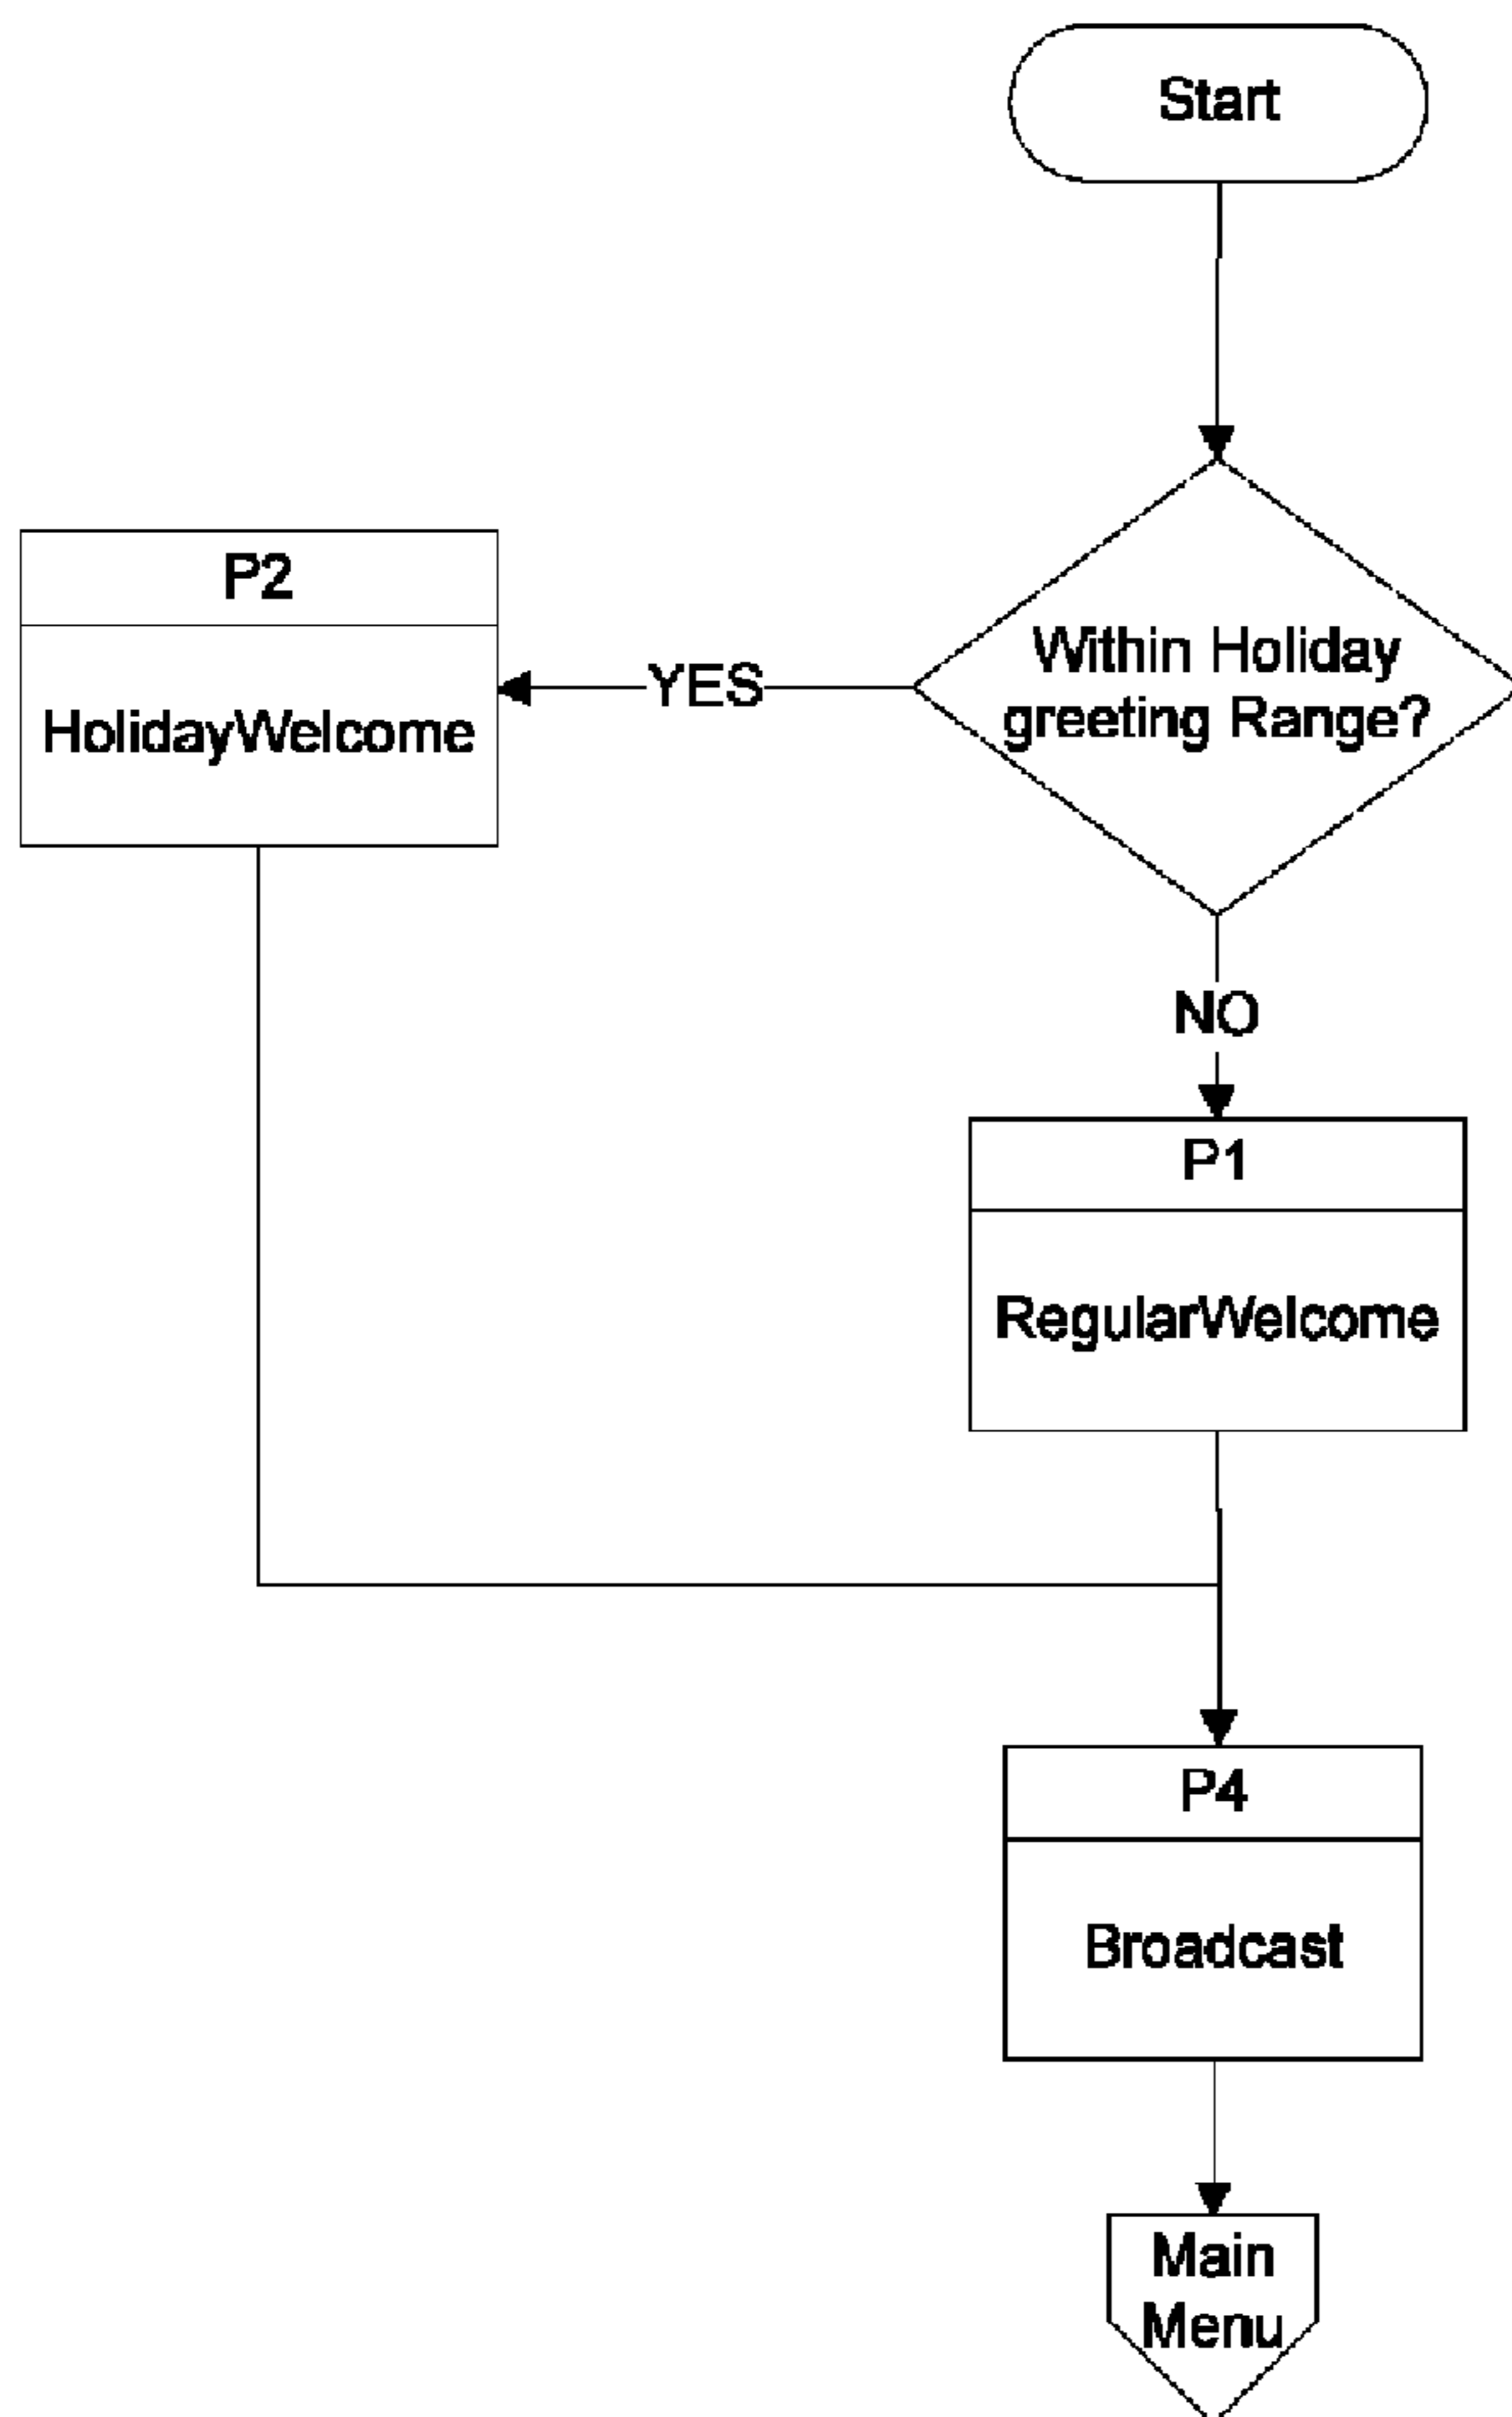 Start
Within Holiday
greeting Range?
YES
P2
HolidayWelcome
NO
P1
RegularWelcome
P4
Broadcast
Main
Menu